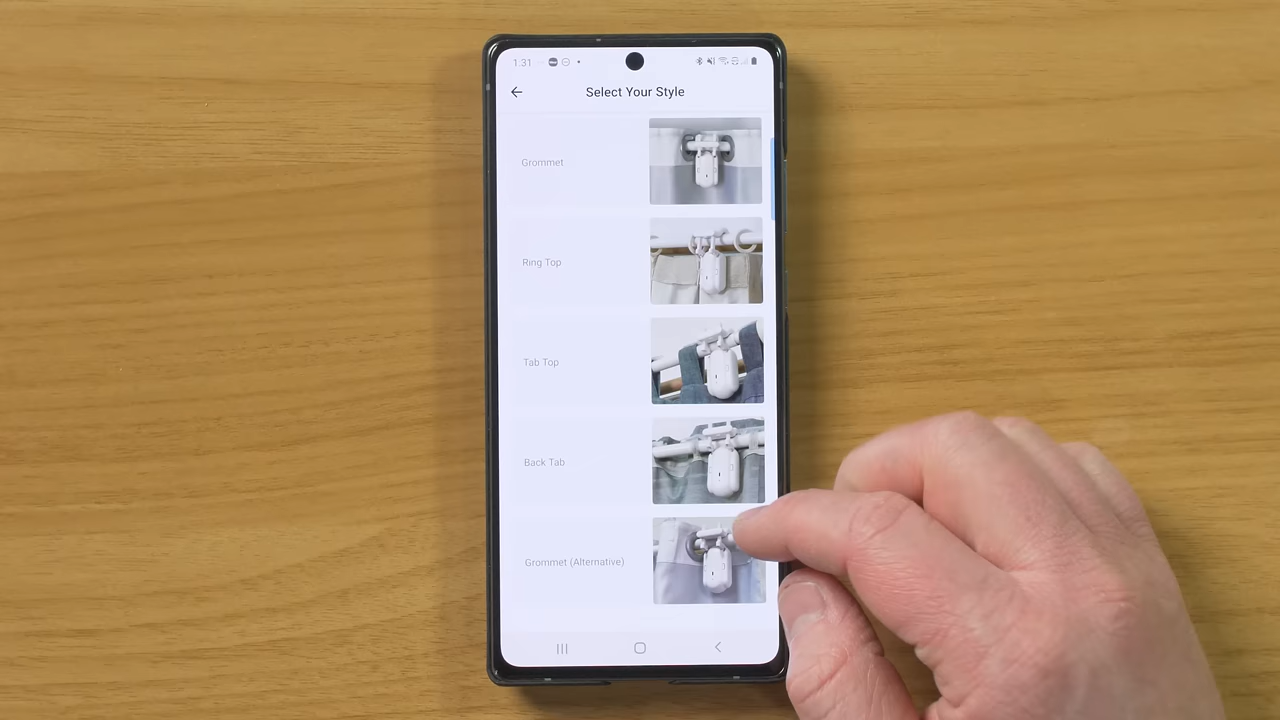 1.31
Select Your Style
Grommet
Ring Top
Tab Top
Back Tab
Grommet (Alternative)